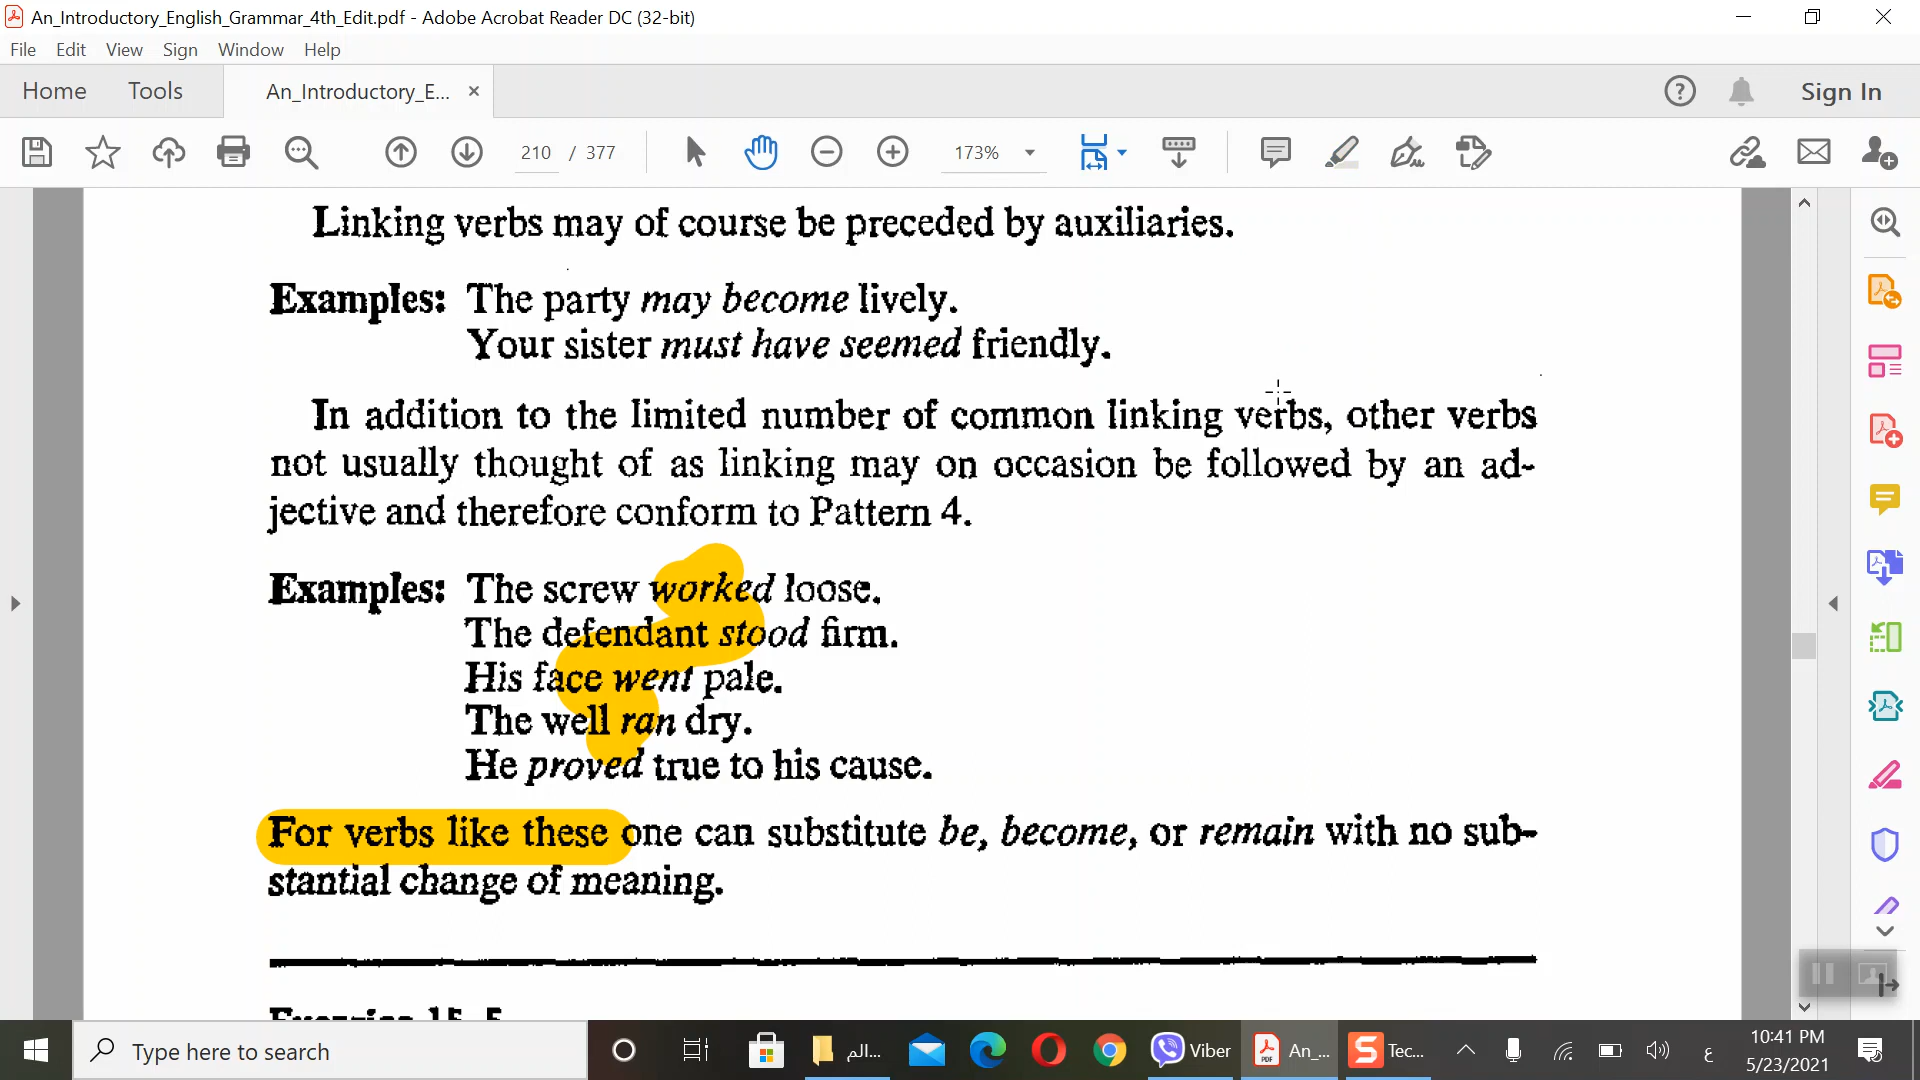 An_Introductory_English_Grammar_4th_Edit.pdf - Adobe Acrobat Reader DC (32-bit)
File Edit View Sign Window Help
Home Tools An_Introductory_E... × Sign In
210 / 377 173%
Linking verbs may of course be preceded by auxiliaries.
Examples: The party may become lively.
Your sister must have seemed friendly.
In addition to the limited number of common linking verbs, other verbs
not usually thought of as linking may on occasion be followed by an ad-
jective and therefore conform to Pattern 4.
Examples: The screw worked loose.
The defendant stood firm.
His face went pale.
The well ran dry.
He proved true to his cause.
For verbs like these one can substitute be, become, or remain with no sub-
stantial change of meaning.
Exercise 15-5
Type here to search
الم...
Viber
An_...
Tec...
ع
10:41 PM
5/23/2021